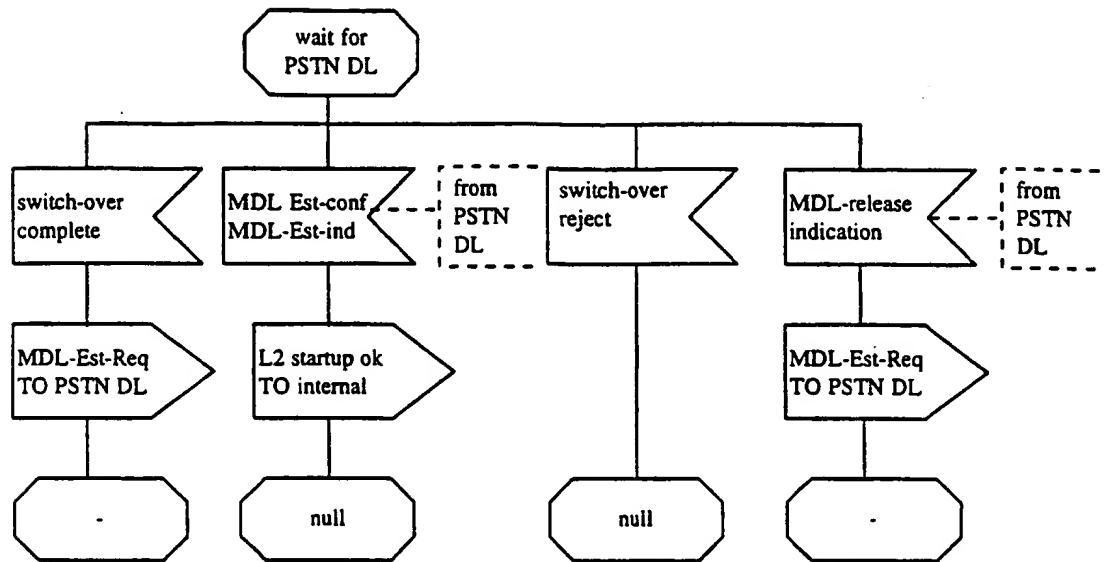 wait for
PSTN DL
switch-over
complete
MDL Est-conf
MDL-Est-ind
from
PSTN
DL
switch-over
reject
MDL-release
indication
from
PSTN
DL
MDL-Est-Req
TO PSTN DL
L2 startup ok
TO internal
MDL-Est-Req
TO PSTN DL
-
null
null
-